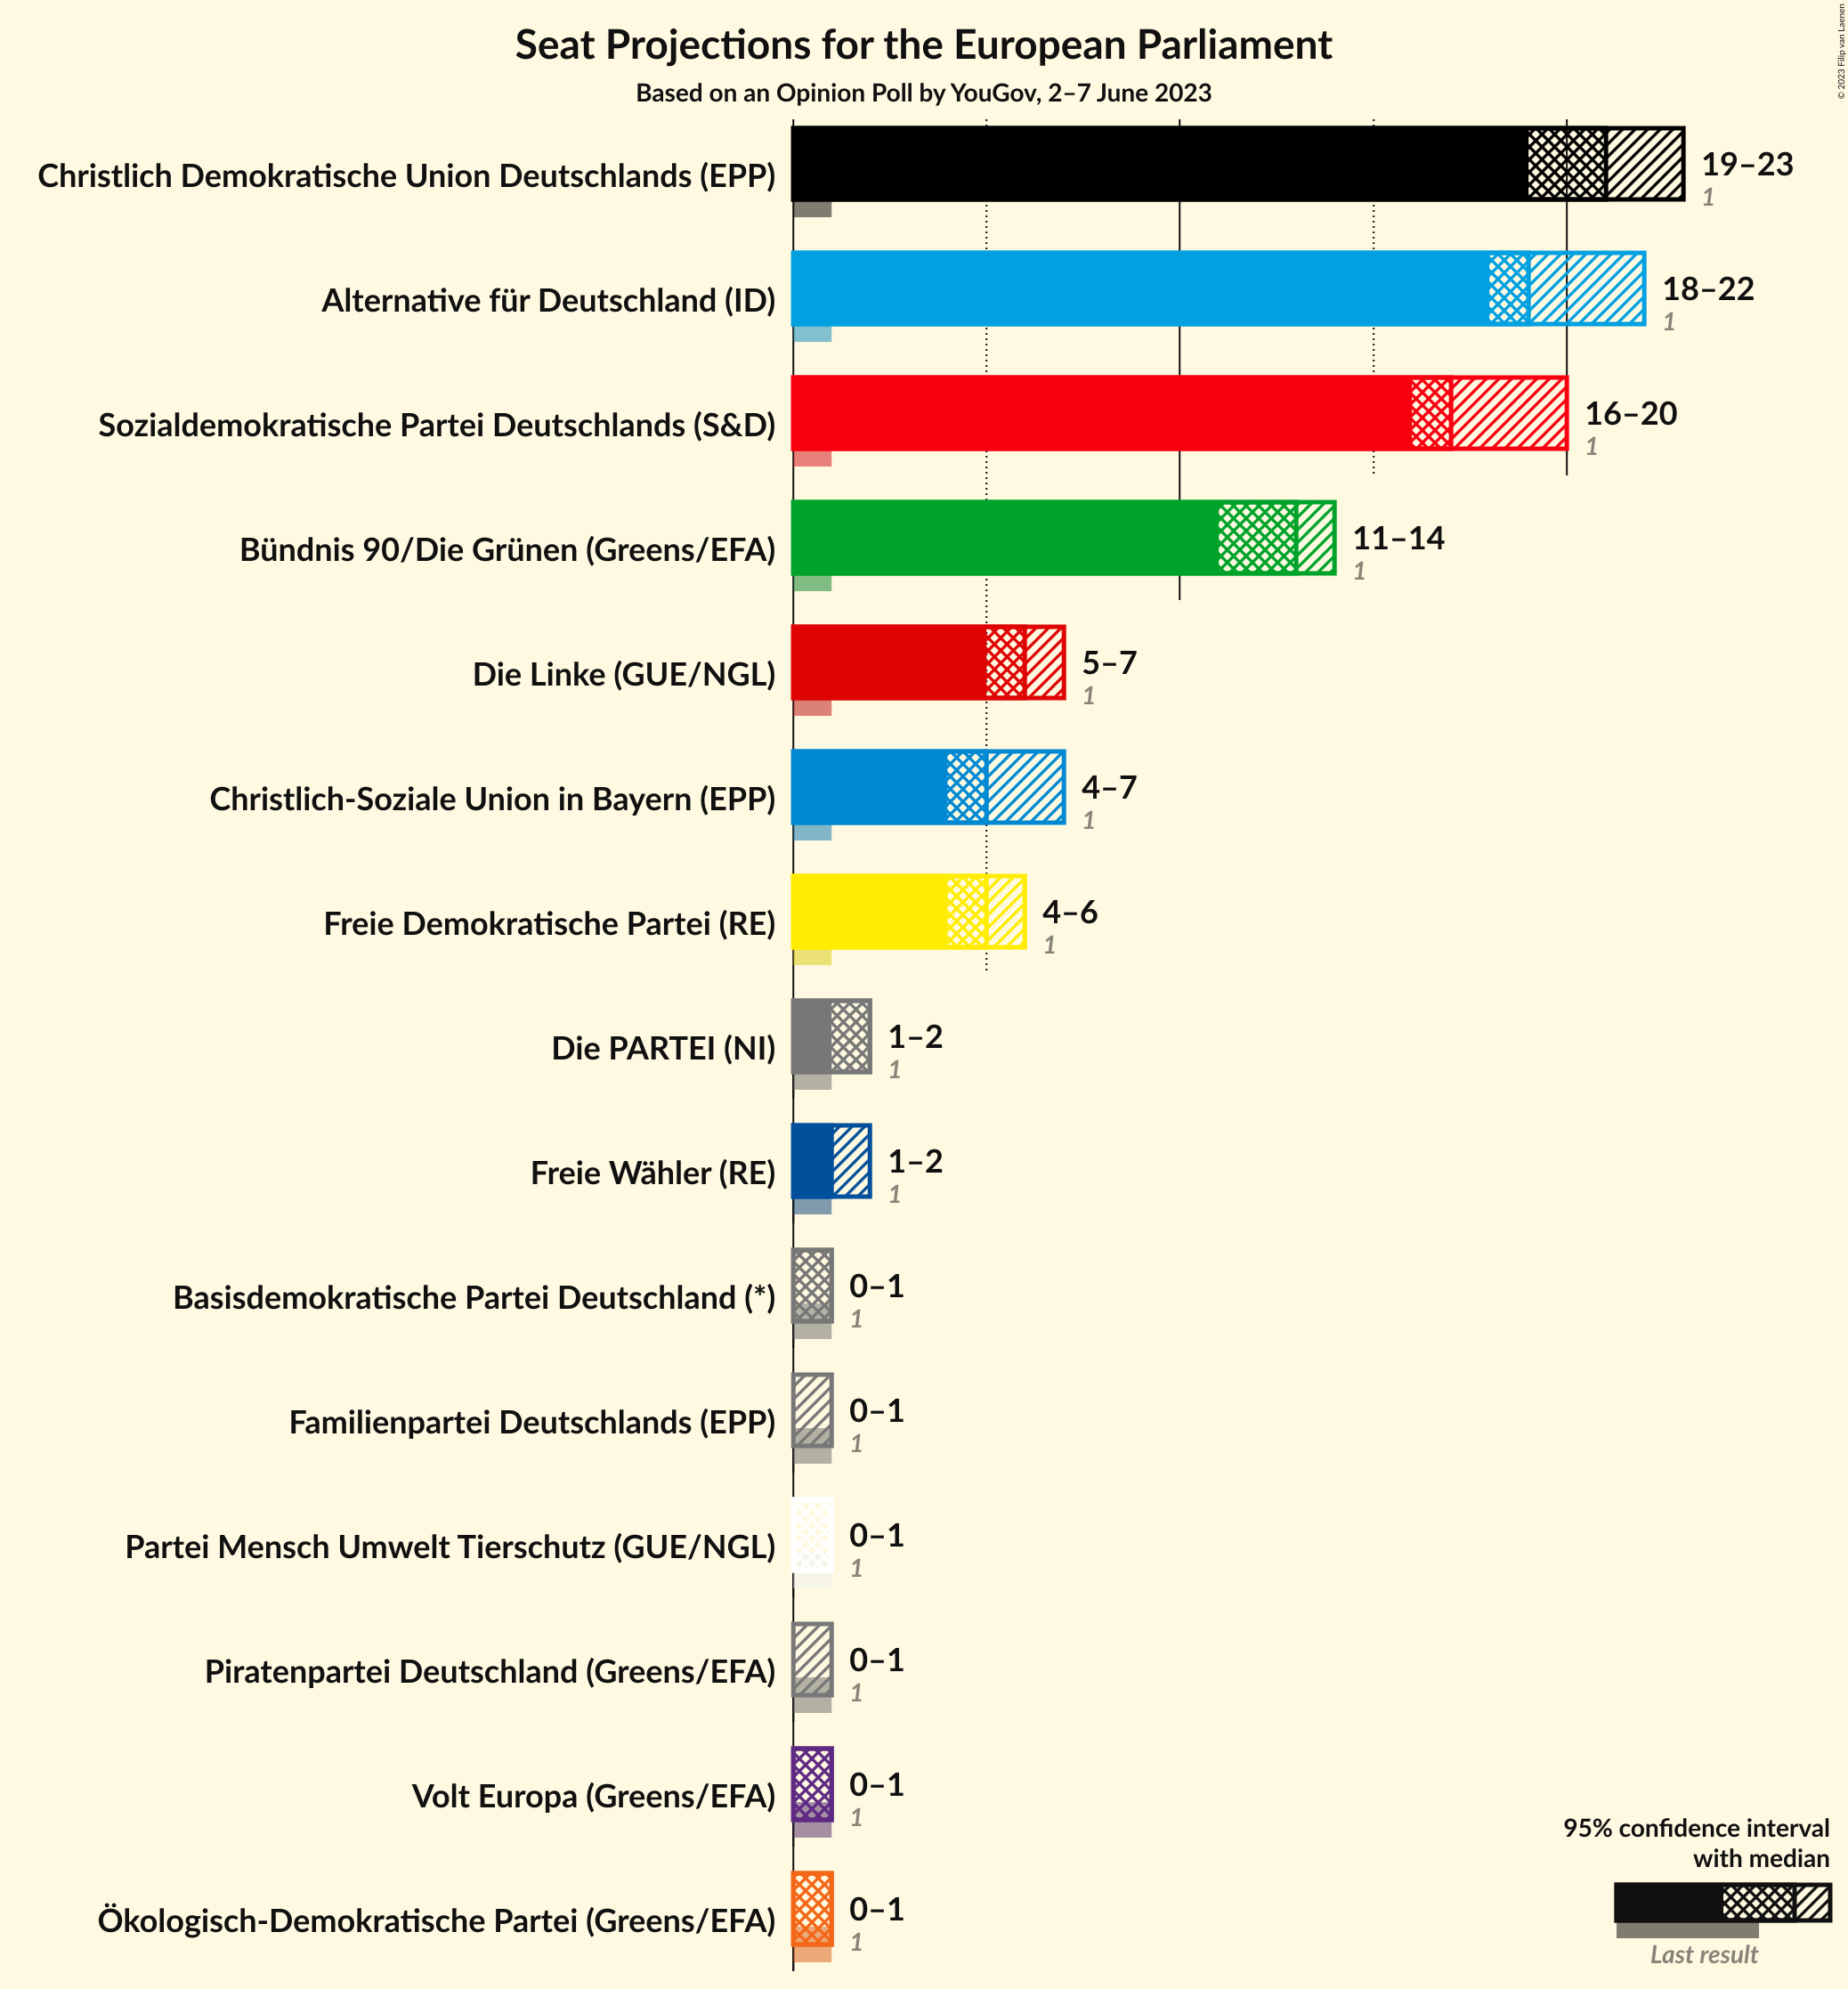 Seat Projections for the European Parliament
Based on an Opinion Poll by YouGov, 2–7 June 2023
© 2023 Filip van Laenen
Christlich Demokratische Union Deutschlands (EPP)
19–23
1
Alternative für Deutschland (ID)
18–22
1
Sozialdemokratische Partei Deutschlands (S&D)
16–20
1
Bündnis 90/Die Grünen (Greens/EFA)
11–14
1
Die Linke (GUE/NGL)
5–7
1
Christlich-Soziale Union in Bayern (EPP)
4–7
1
Freie Demokratische Partei (RE)
4–6
1
Die PARTEI (NI)
1–2
1
Freie Wähler (RE)
1–2
1
Basisdemokratische Partei Deutschland (*)
0–1
1
Familienpartei Deutschlands (EPP)
0–1
1
Partei Mensch Umwelt Tierschutz (GUE/NGL)
0–1
1
Piratenpartei Deutschland (Greens/EFA)
0–1
1
Volt Europa (Greens/EFA)
0–1
1
Ökologisch-Demokratische Partei (Greens/EFA)
0–1
1
95% confidence interval
with median
Last result